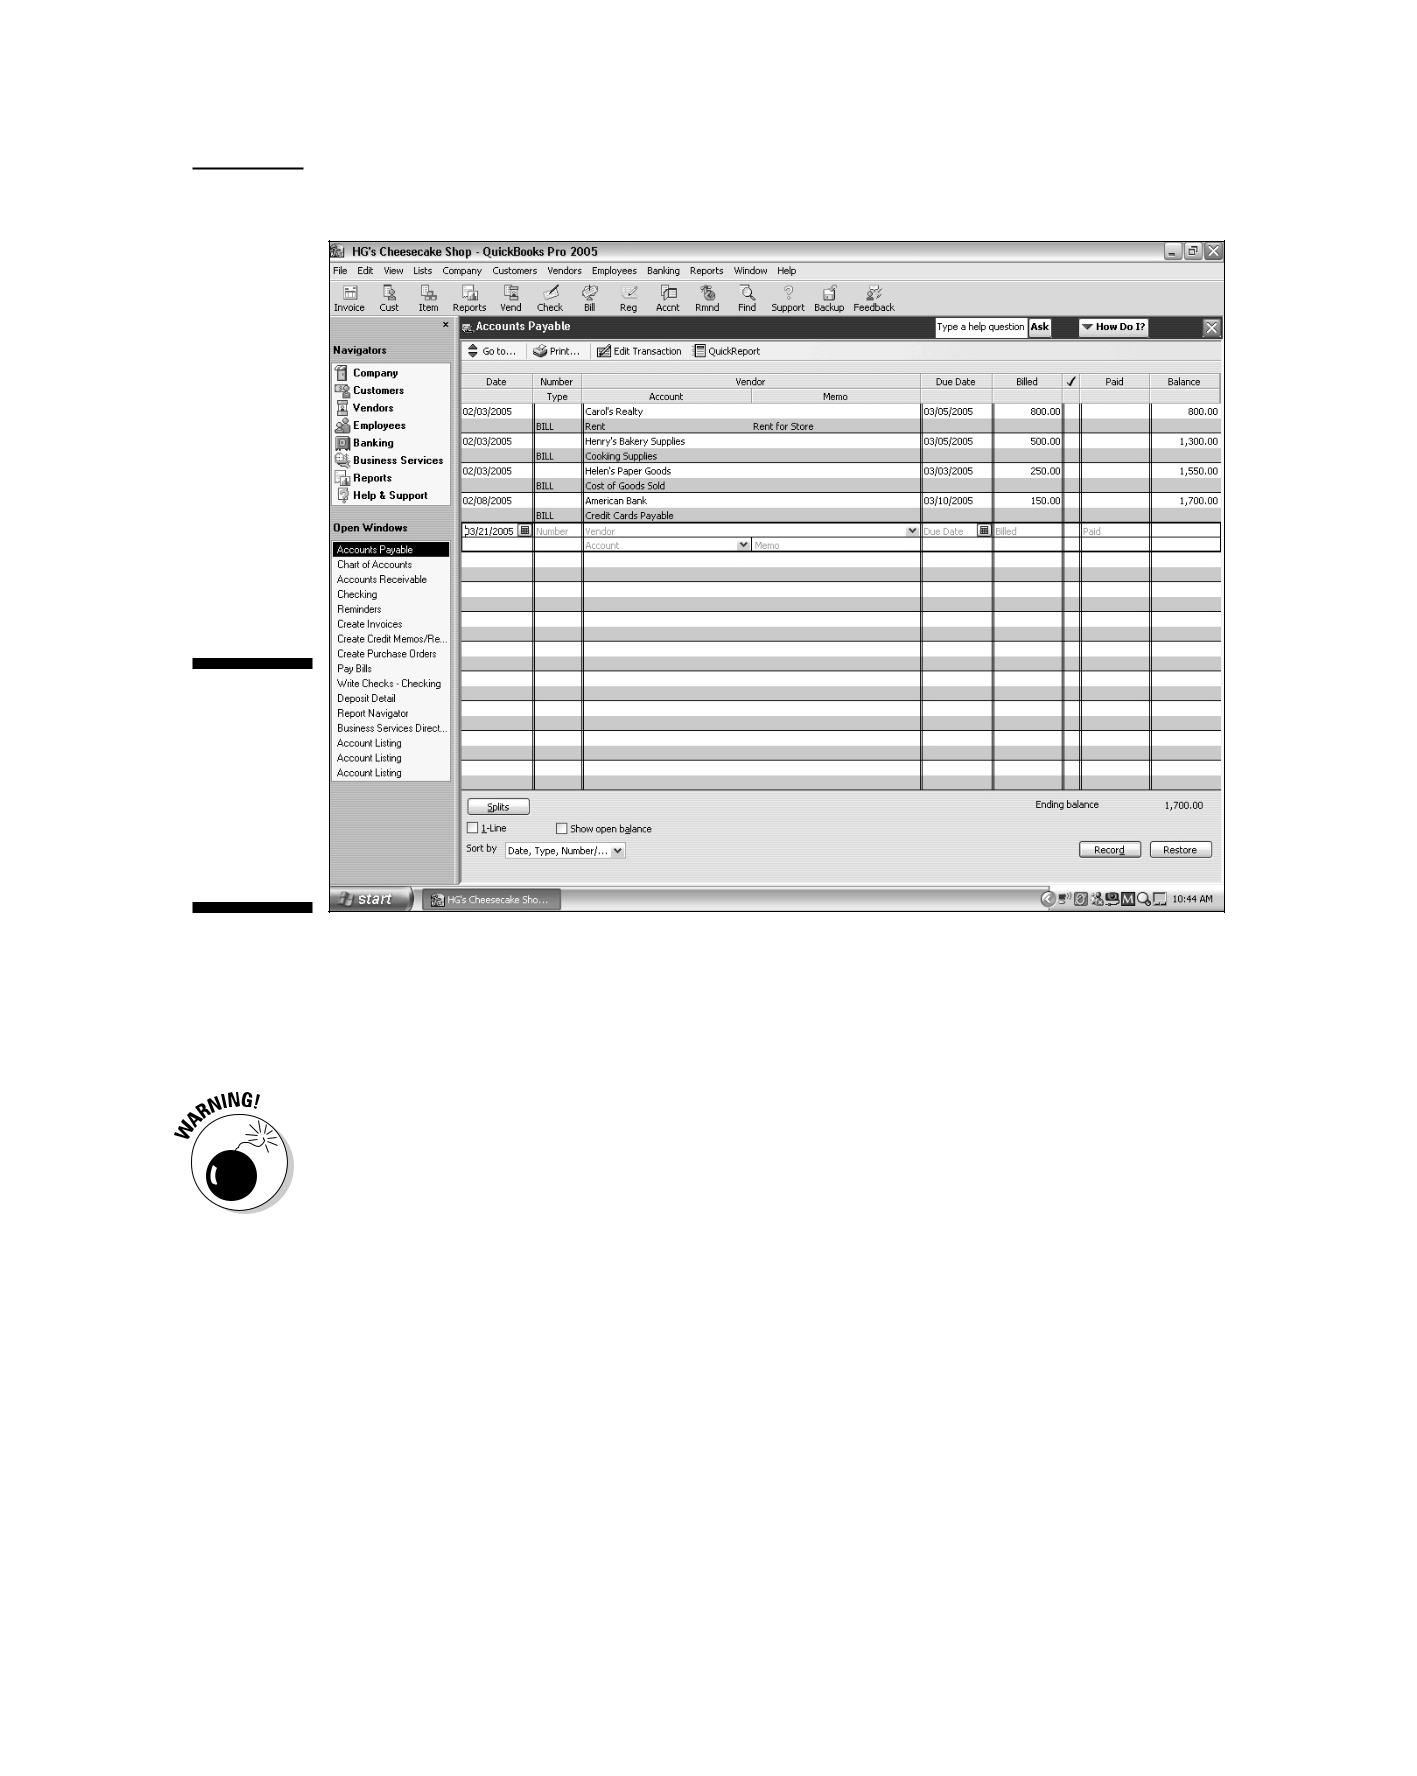 HG's Cheesecake Shop - QuickBooks Pro 2005
File Edit View Lists Company Customers Vendors Employees Banking Reports Window Help
Invoice Cust Item Reports Vend Check Bill Reg Accnt Rmnd Find Support Backup Feedback
Accounts Payable Type a help question Ask How Do I?
Navigators
Company
Customers
Vendors
Employees
Banking
Business Services
Reports
Help & Support
Open Windows
Accounts Payable
Chart of Accounts
Accounts Receivable
Checking
Reminders
Create Invoices
Create Credit Memos/Re...
Create Purchase Orders
Pay Bills
Write Checks - Checking
Deposit Detail
Report Navigator
Business Services Direct...
Account Listing
Account Listing
Account Listing
Go to... Print... Edit Transaction QuickReport
Date Number Vendor Due Date Billed ✓ Paid Balance
Type Account Memo
02/03/2005 Carol's Realty 03/05/2005 800.00 800.00
BILL Rent Rent for Store
02/03/2005 Henry's Bakery Supplies 03/05/2005 500.00 1,300.00
BILL Cooking Supplies
02/03/2005 Helen's Paper Goods 03/03/2005 250.00 1,550.00
BILL Cost of Goods Sold
02/08/2005 American Bank 03/10/2005 150.00 1,700.00
BILL Credit Cards Payable
03/21/2005 Number Vendor Due Date Billed Paid
Account Memo
Splits Ending balance 1,700.00
1-Line Show open balance
Sort by Date, Type, Number/... Record Restore
start HG's Cheesecake Sho... M 10:44 AM
WARNING!